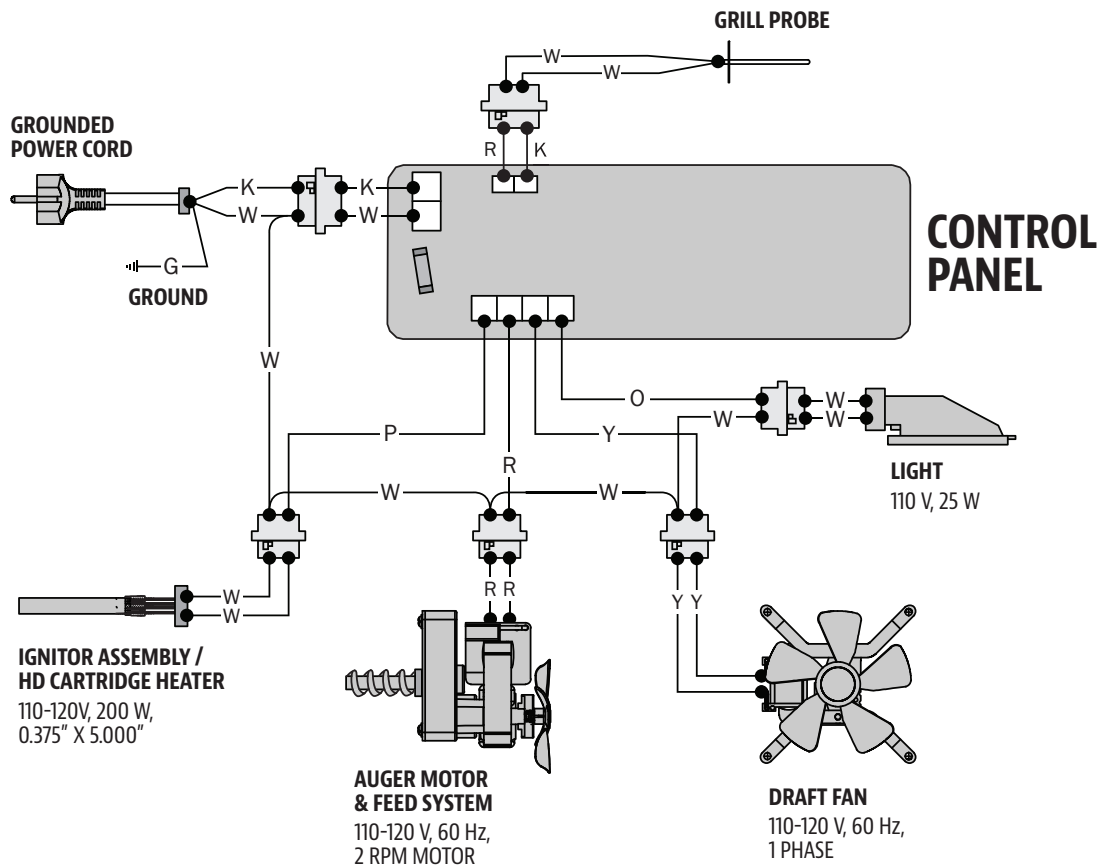 GRILL PROBE
W
W
GROUNDED
POWER CORD
R K
K K
W W
CONTROL
PANEL
G
GROUND
W
O
W
W
W
P
Y
R
LIGHT
110 V, 25 W
W
W
W
W
R R
Y Y
IGNITOR ASSEMBLY /
HD CARTRIDGE HEATER
110-120V, 200 W,
0.375" X 5.000"
AUGER MOTOR
& FEED SYSTEM
110-120 V, 60 Hz,
2 RPM MOTOR
DRAFT FAN
110-120 V, 60 Hz,
1 PHASE